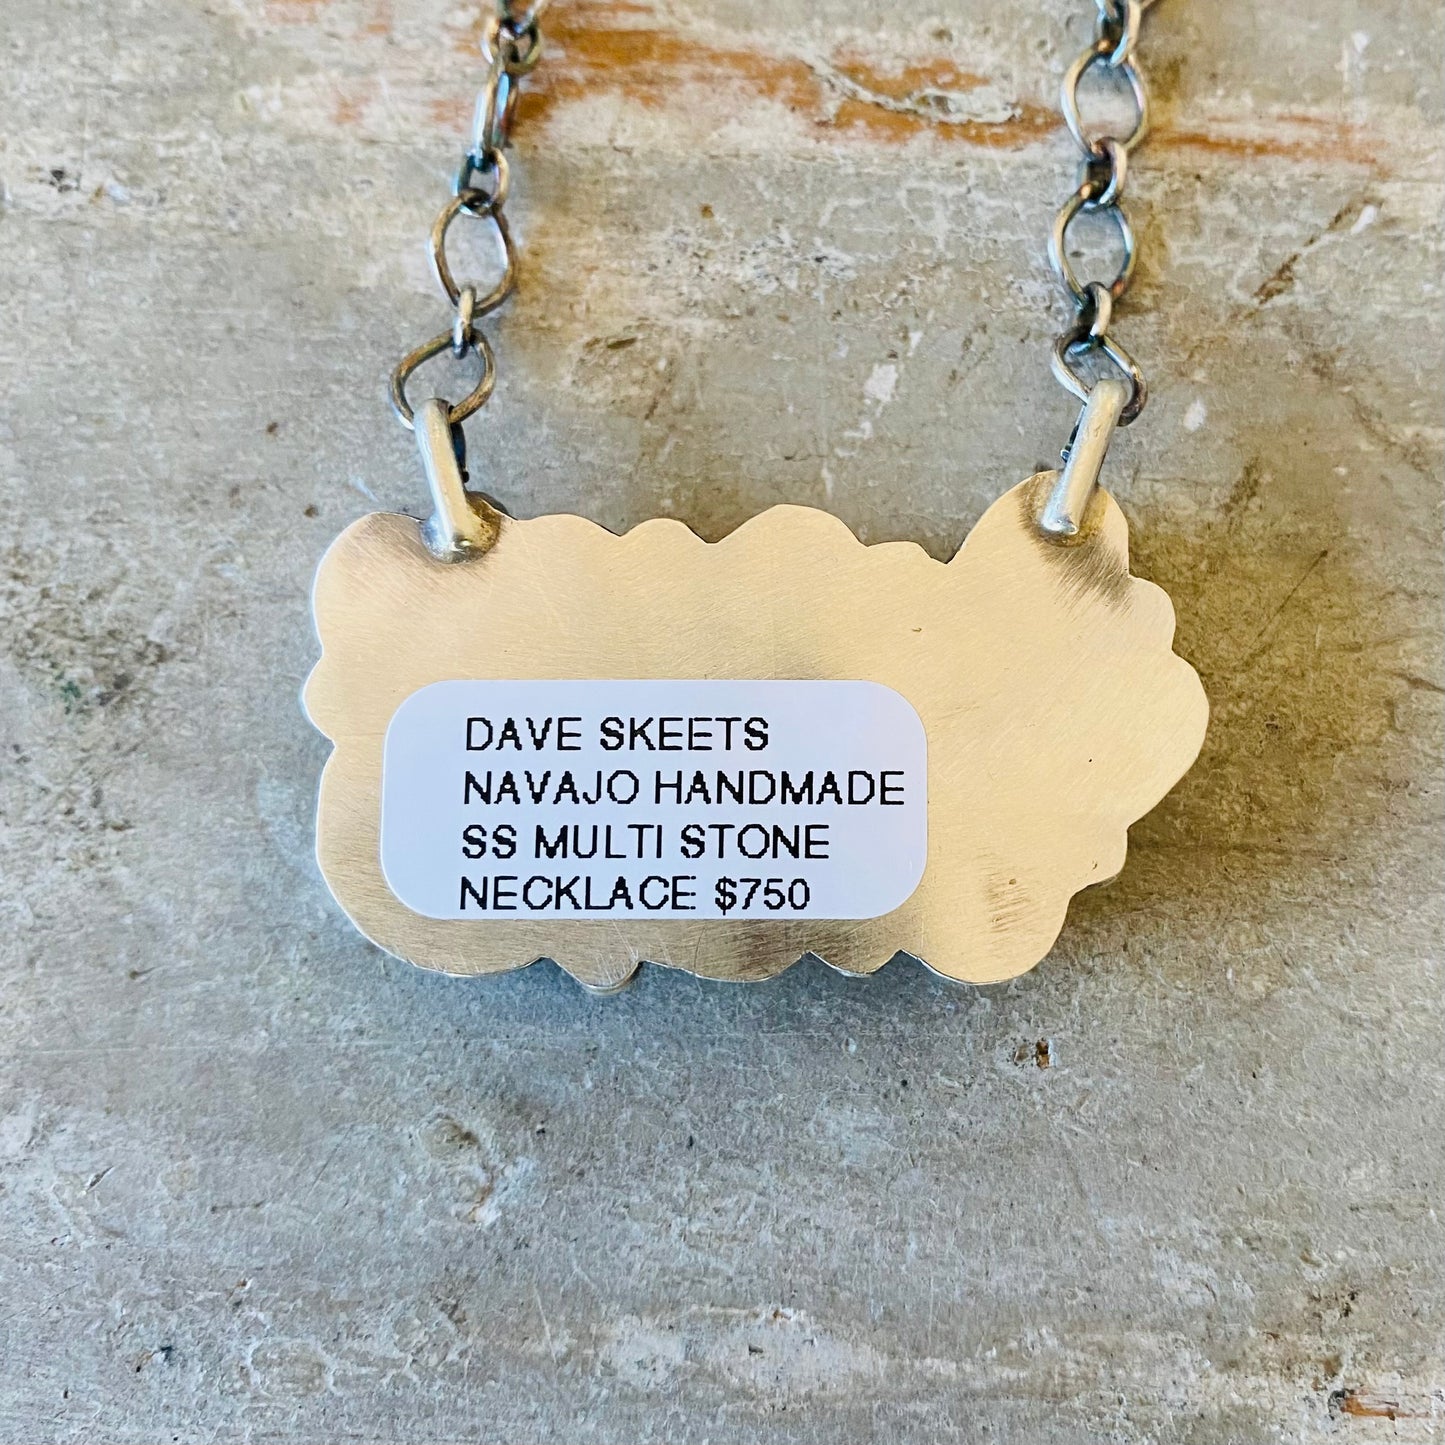 DAVE SKEETS
NAVAJO HANDMADE
SS MULTI STONE
NECKLACE $750